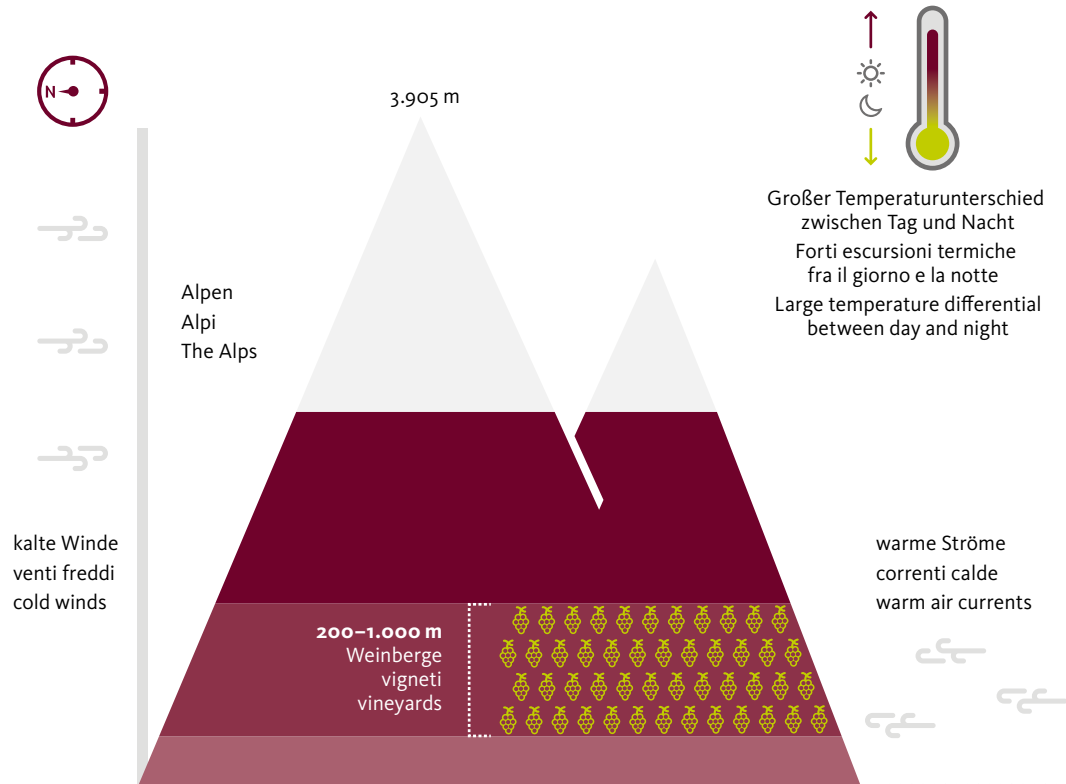 N
3.905 m
Großer Temperaturunterschied
zwischen Tag und Nacht
Forti escursioni termiche
fra il giorno e la notte
Large temperature differential
between day and night
Alpen
Alpi
The Alps
kalte Winde
venti freddi
cold winds
warme Ströme
correnti calde
warm air currents
200–1.000 m
Weinberge
vigneti
vineyards